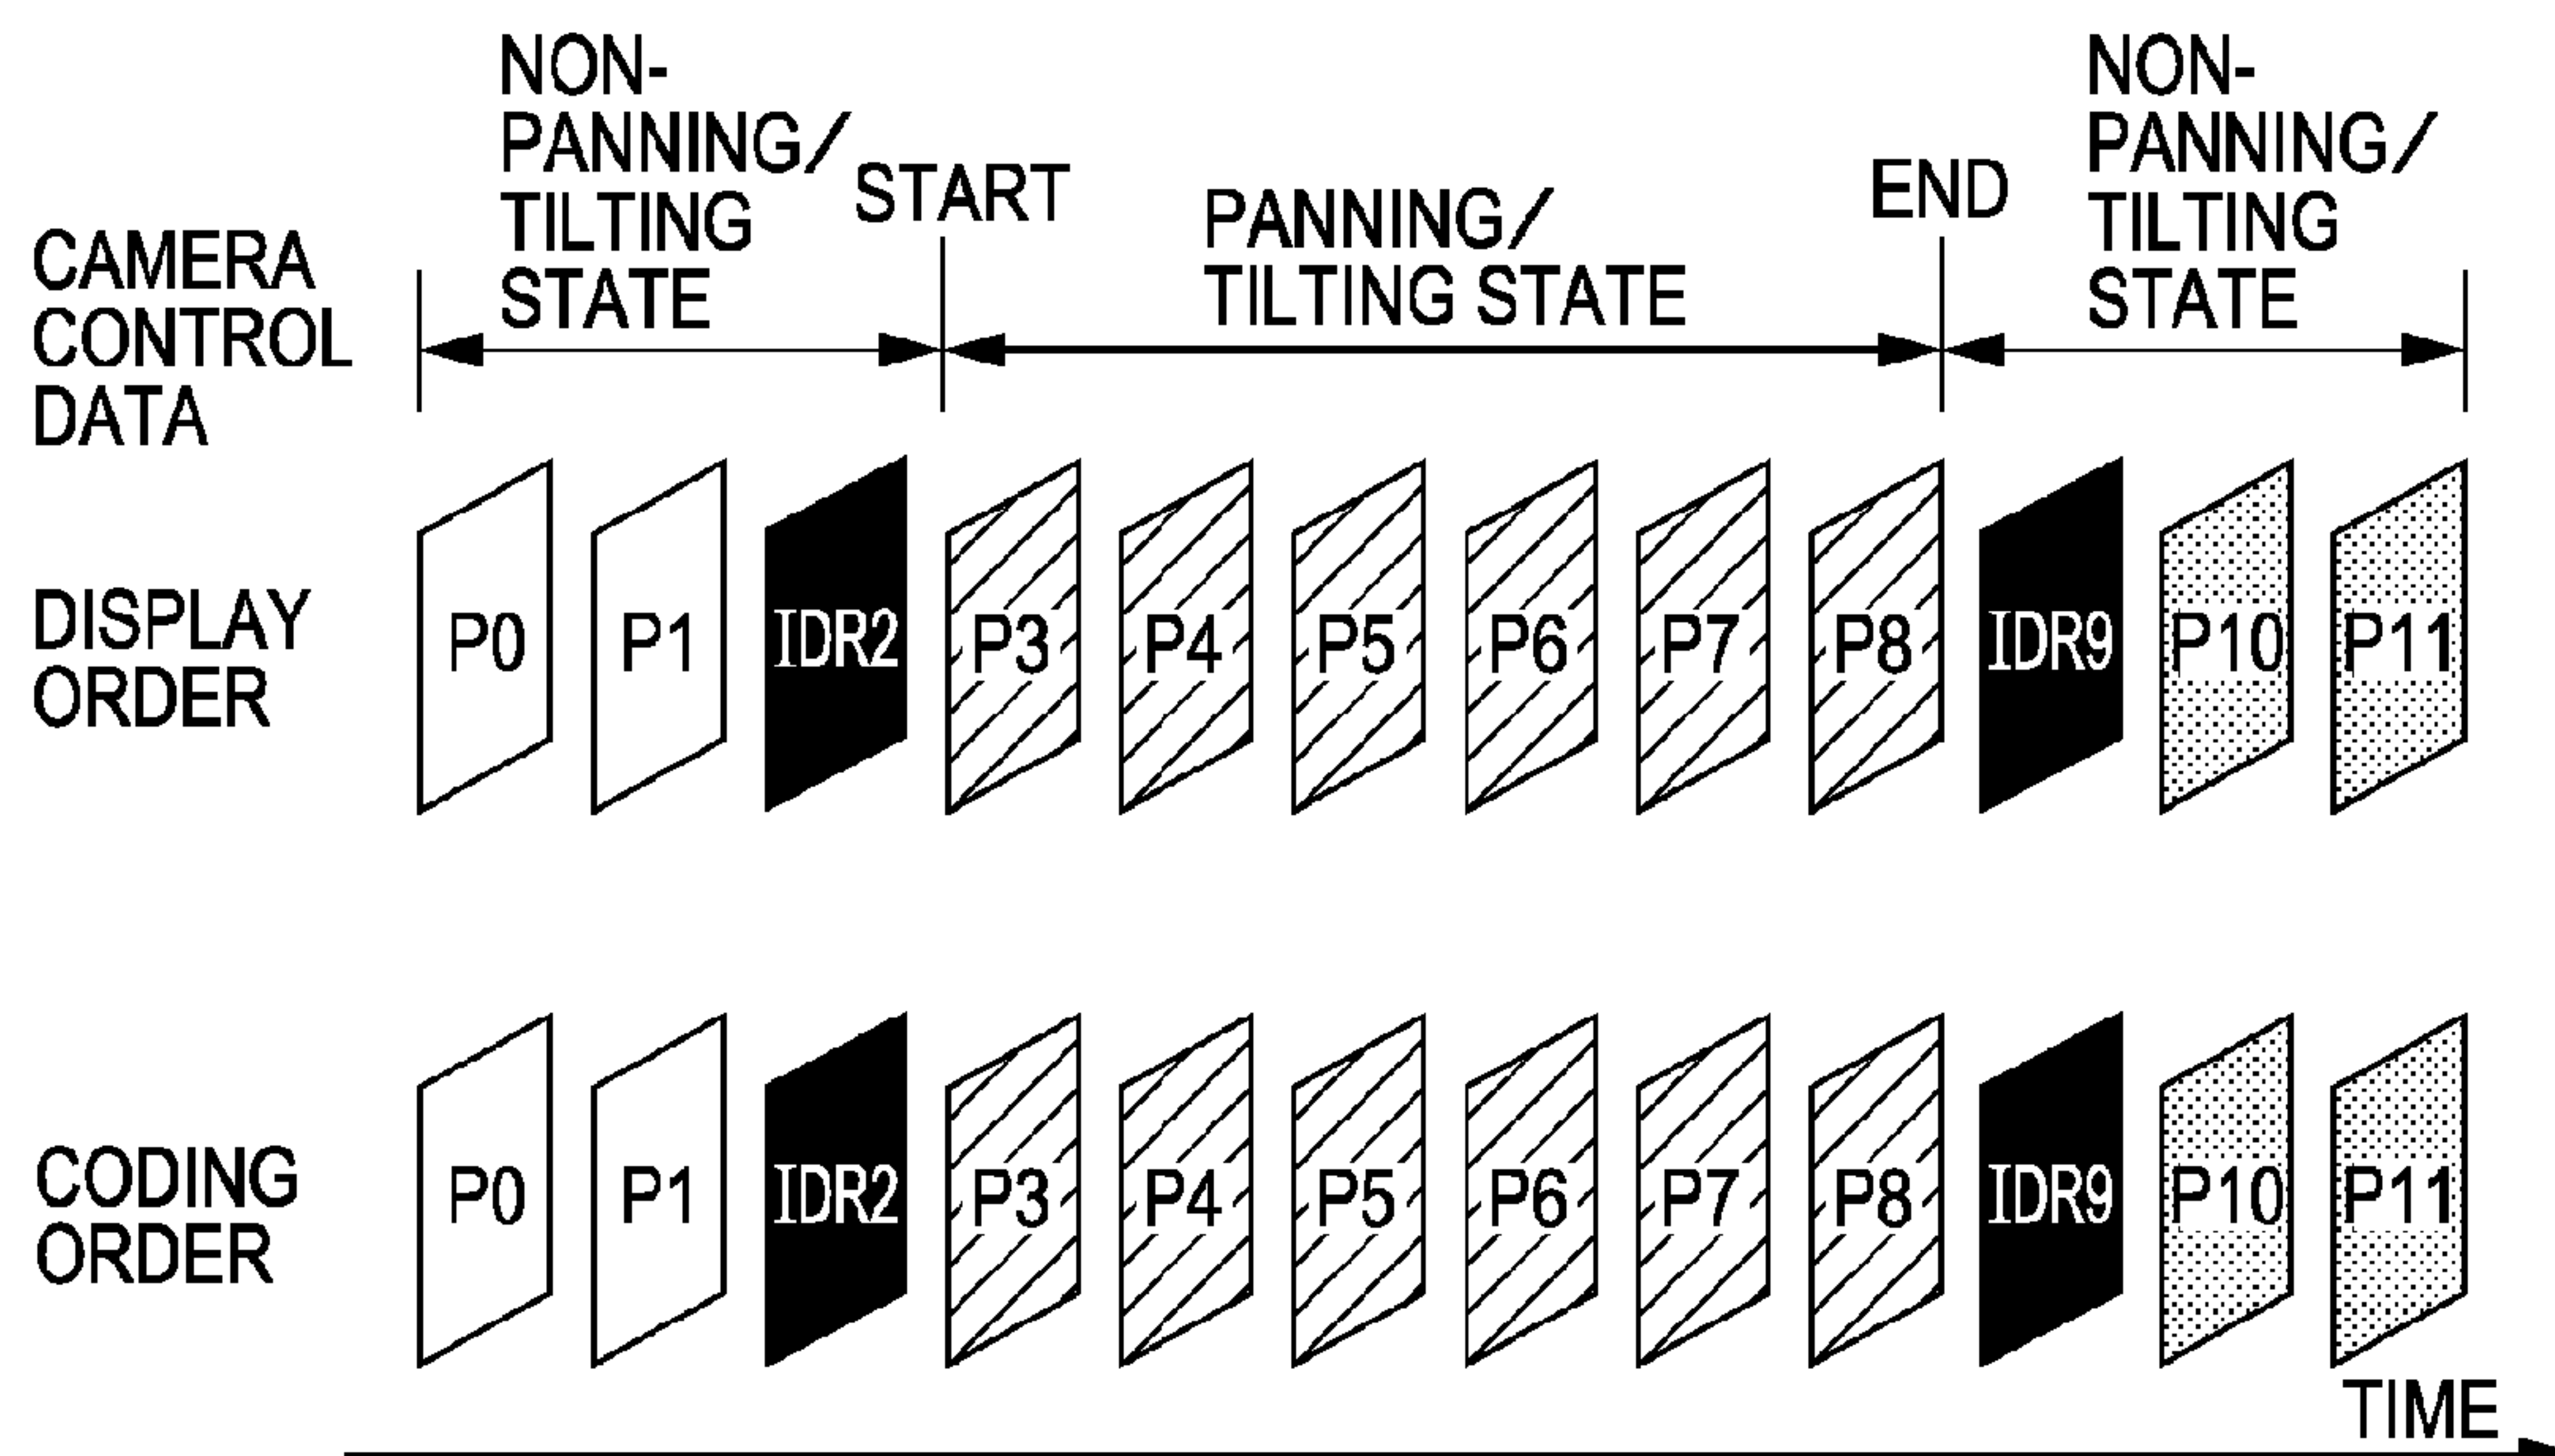 NON-
PANNING/
TILTING
STATE
START
PANNING/
TILTING STATE
END
NON-
PANNING/
TILTING
STATE
CAMERA
CONTROL
DATA
DISPLAY
ORDER
P0 P1 IDR2 P3 P4 P5 P6 P7 P8 IDR9 P10 P11
CODING
ORDER
P0 P1 IDR2 P3 P4 P5 P6 P7 P8 IDR9 P10 P11
TIME